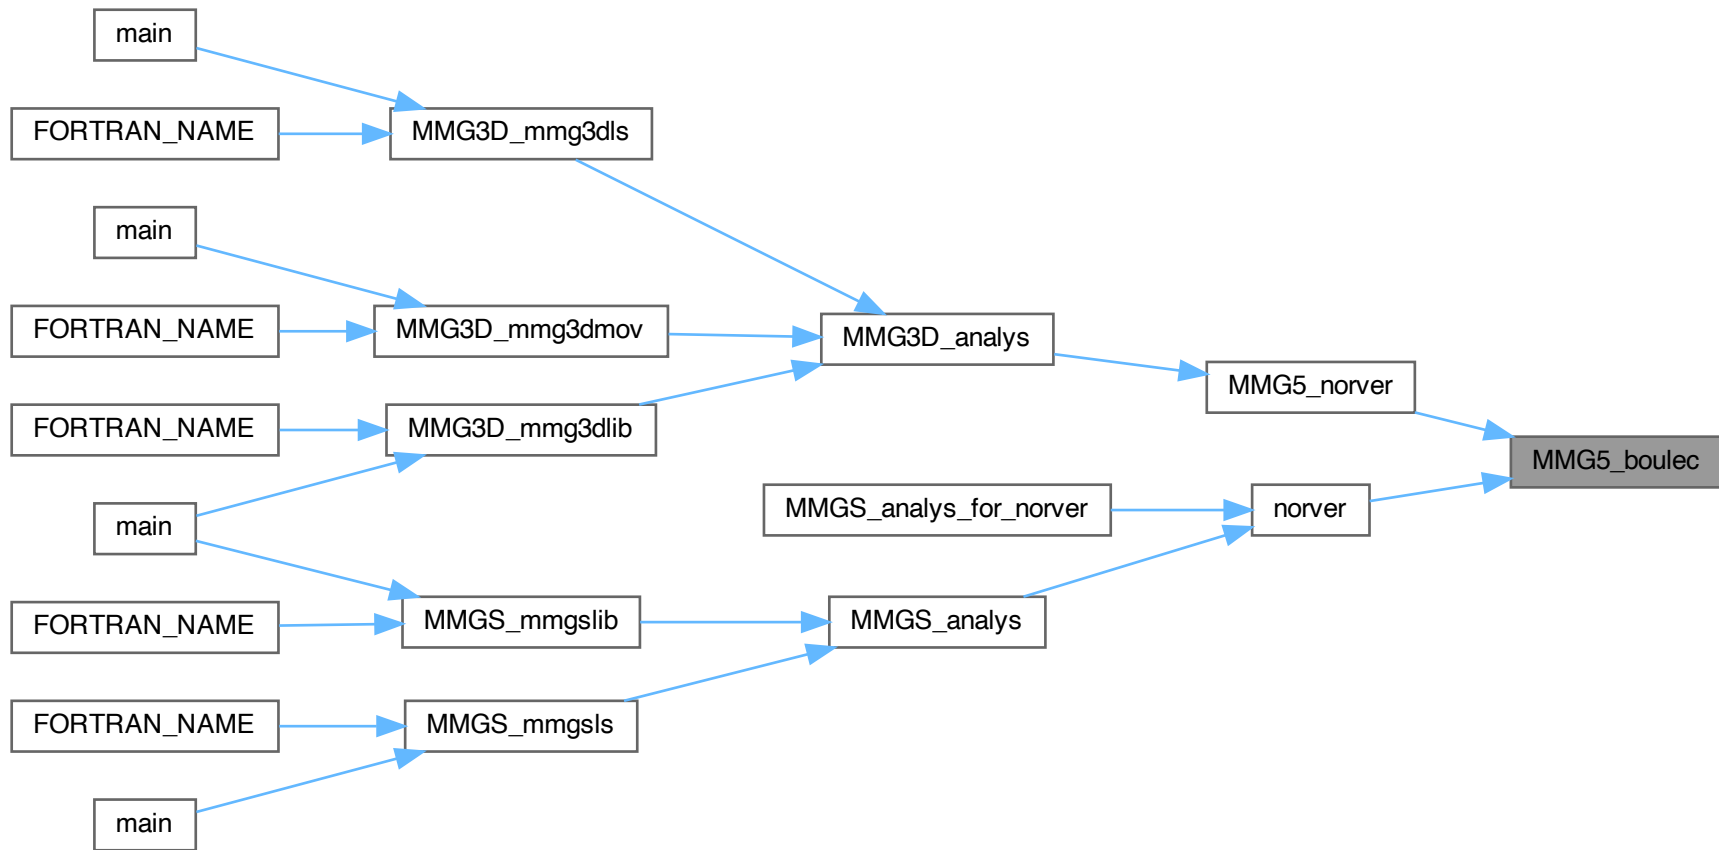 main
FORTRAN_NAME
MMG3D_mmg3dls
main
FORTRAN_NAME
MMG3D_mmg3dmov
MMG3D_analys
MMG5_norver
FORTRAN_NAME
MMG3D_mmg3dlib
MMG5_boulec
main
MMGS_analys_for_norver
norver
FORTRAN_NAME
MMGS_mmgslib
MMGS_analys
FORTRAN_NAME
MMGS_mmgsls
main